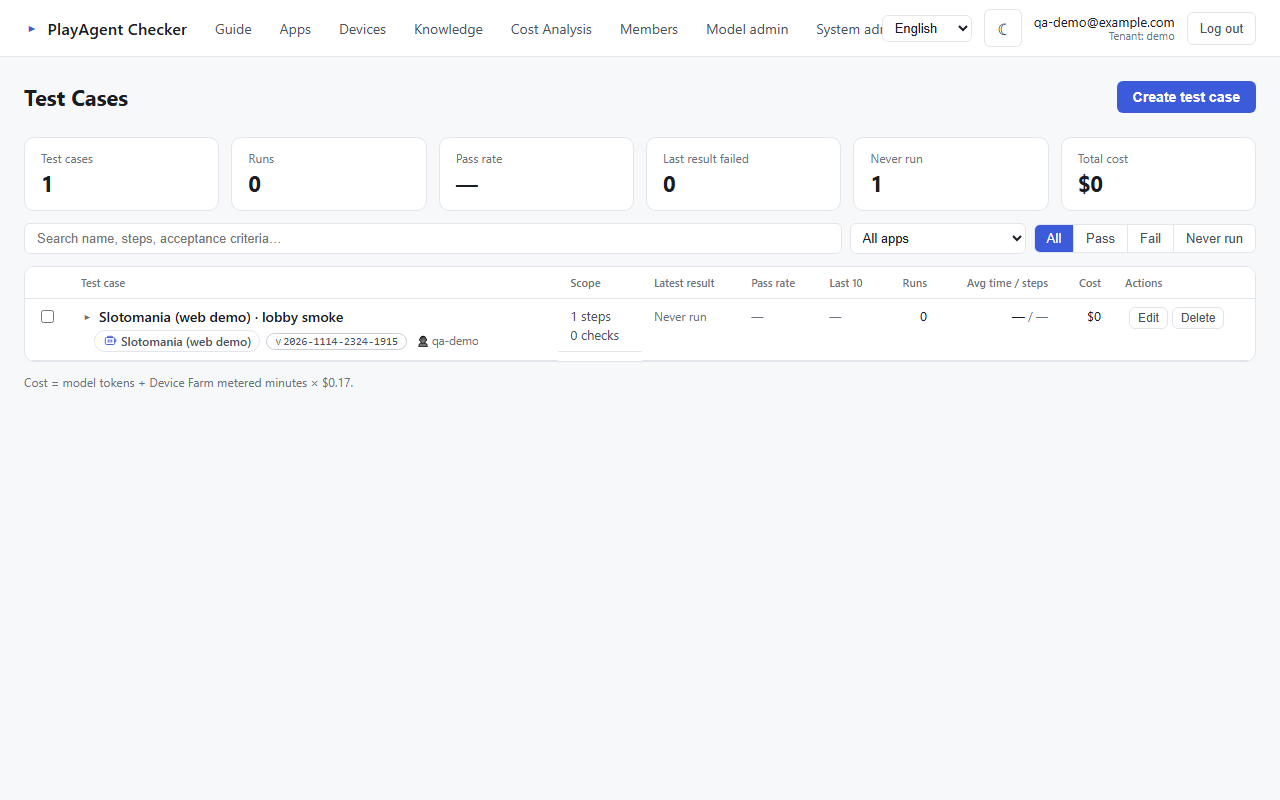 PlayAgent Checker Guide Apps Devices Knowledge Cost Analysis Members Model admin System adr English qa-demo@example.com Log out
Tenant: demo
Test Cases Create test case
Test cases Runs Pass rate Last result failed Never run Total cost
1 0 — 0 1 $0
Search name, steps, acceptance criteria… All apps All Pass Fail Never run
Test case Scope Latest result Pass rate Last 10 Runs Avg time / steps Cost Actions
Slotomania (web demo) · lobby smoke 1 steps Never run — — 0 — / — $0 Edit Delete
0 checks
Slotomania (web demo) v2026-1114-2324-1915 qa-demo
Cost = model tokens + Device Farm metered minutes × $0.17.